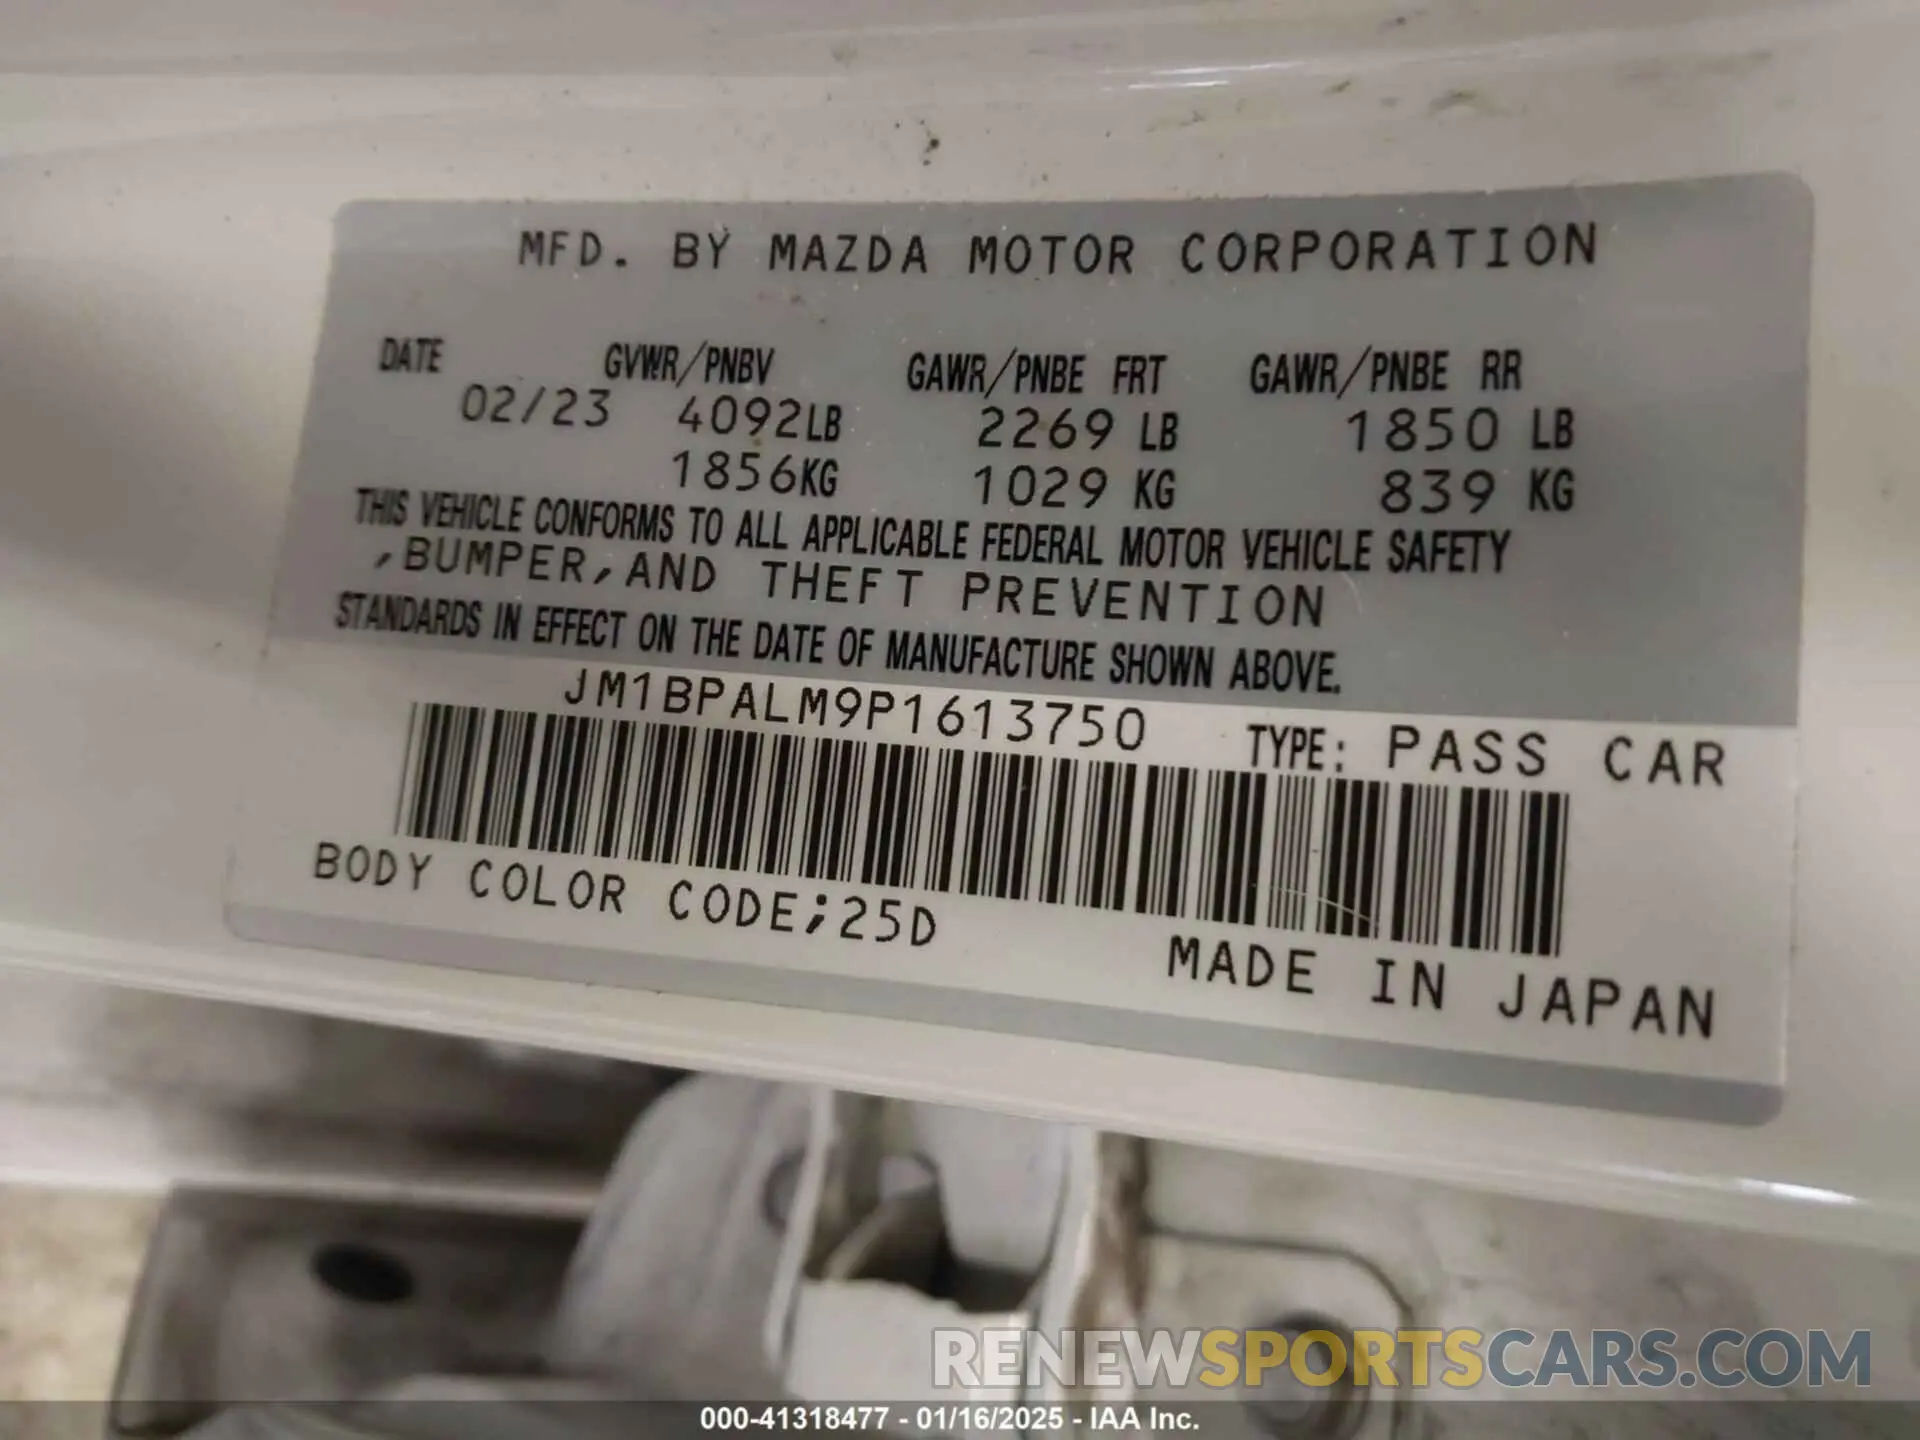 MFD. BY MAZDA MOTOR CORPORATION
DATE GVWR/PNBV GAWR/PNBE FRT GAWR/PNBE RR
02/23 4092LB 2269 LB 1850 LB
1856KG 1029 KG 839 KG
THIS VEHICLE CONFORMS TO ALL APPLICABLE FEDERAL MOTOR VEHICLE SAFETY
,BUMPER,AND THEFT PREVENTION
STANDARDS IN EFFECT ON THE DATE OF MANUFACTURE SHOWN ABOVE.
JM1BPALM9P1613750 TYPE: PASS CAR
BODY COLOR CODE;25D
MADE IN JAPAN
RENEWSPORTSCARS.COM
000-41318477 - 01/16/2025 - IAA Inc.